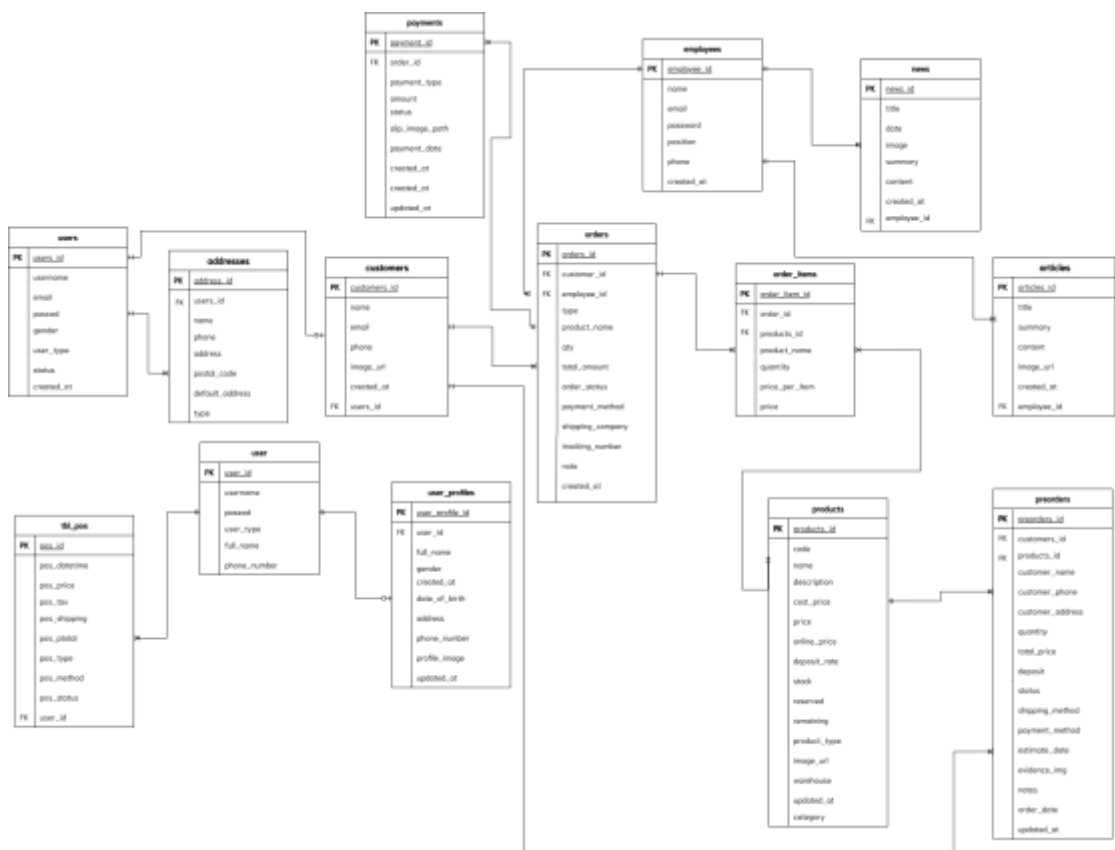 payments
PK payment_id
FK order_id
payment_type
amount
status
slip_image_path
payment_date
created_at
created_at
updated_at
employees
PK employee_id
name
email
password
position
phone
created_at
news
PK news_id
title
date
image
summary
content
created_at
FK employee_id
users
PK users_id
username
email
passed
gender
user_type
status
created_at
addresses
PK address_id
FK users_id
name
phone
address
postal_code
default_address
type
customers
PK customers_id
name
email
phone
image_url
created_at
FK users_id
orders
PK orders_id
FK customer_id
FK employee_id
type
product_name
qty
total_amount
order_status
payment_method
shipping_company
tracking_number
note
created_at
order_items
PK order_item_id
FK order_id
FK products_id
product_name
quantity
price_per_item
price
articles
PK articles_id
title
summary
content
image_url
created_at
FK employee_id
user
PK user_id
username
passed
user_type
full_name
phone_number
user_profiles
PK user_profile_id
FK user_id
full_name
gender
created_at
date_of_birth
address
phone_number
profile_image
updated_at
tbl_pos
PK pos_id
pos_datetime
pos_price
pos_tax
pos_shipping
pos_ptotal
pos_type
pos_method
pos_status
FK user_id
products
PK products_id
code
name
description
cost_price
price
online_price
deposit_rate
stock
reserved
remaining
product_type
image_url
warehouse
updated_at
category
preorders
PK preorders_id
FK customers_id
FK products_id
customer_name
customer_phone
customer_address
quantity
total_price
deposit
status
shipping_method
payment_method
estimate_date
evidence_img
notes
order_date
updated_at